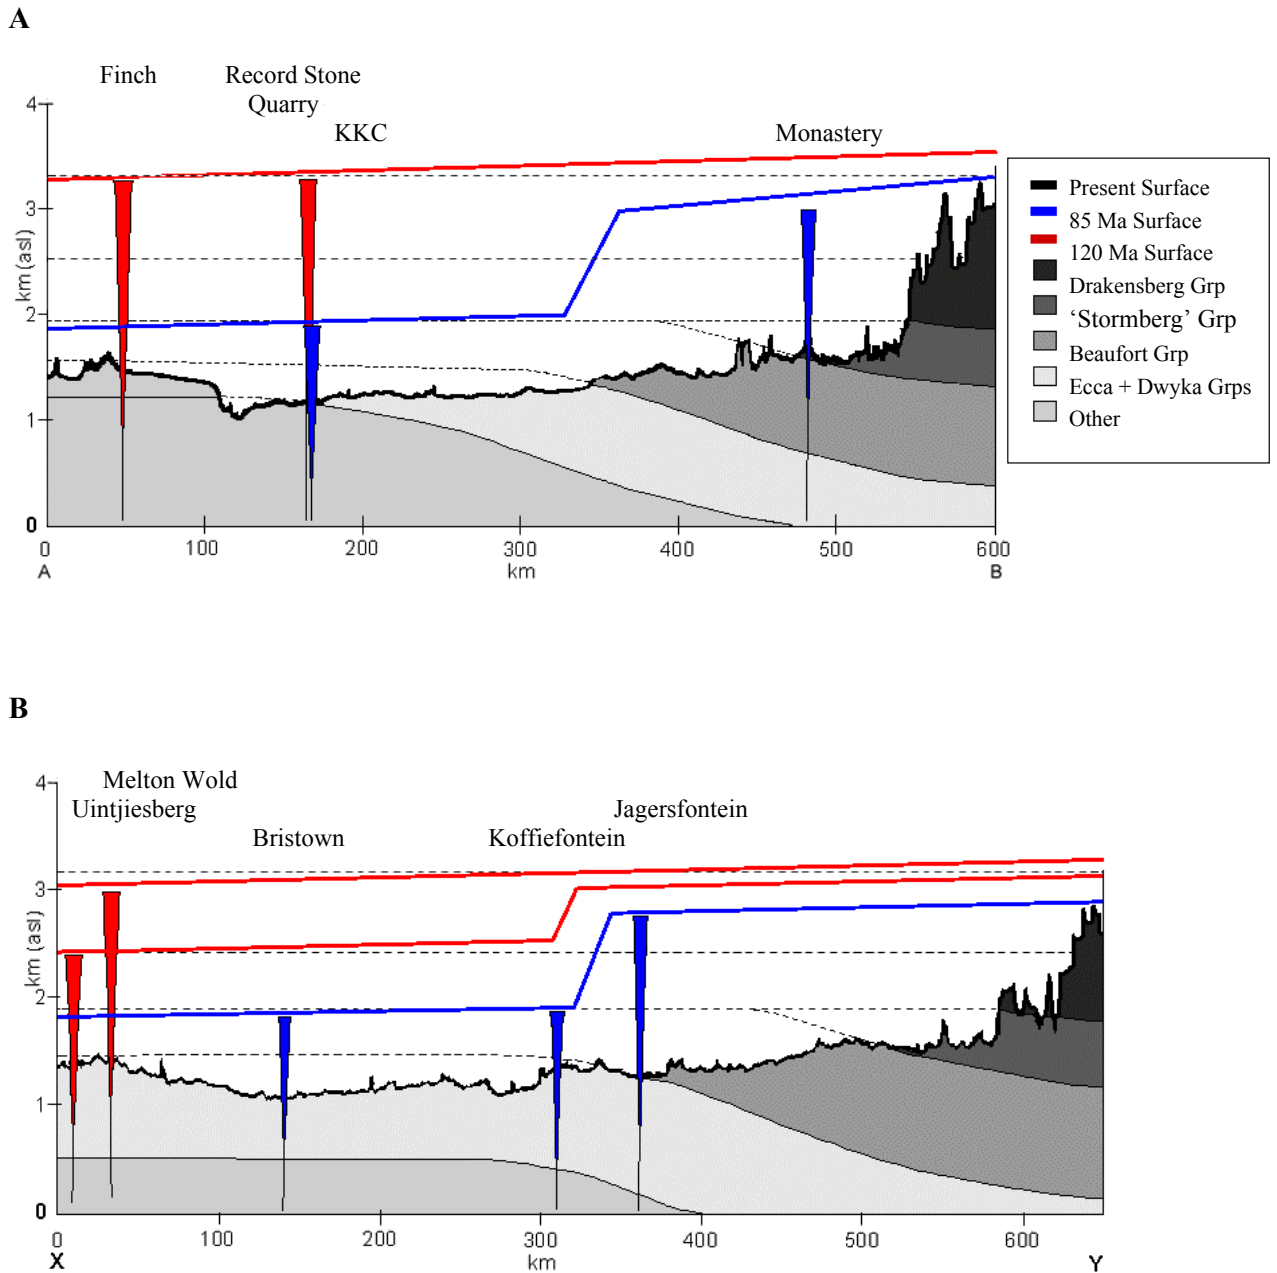 A
Finch
Record Stone
Quarry
KKC
Monastery
4
3
2
1
0
km (asl)
0 100 200 300 400 500 600
A km B
Present Surface
85 Ma Surface
120 Ma Surface
Drakensberg Grp
‘Stormberg’ Grp
Beaufort Grp
Ecca + Dwyka Grps
Other
B
Melton Wold
Uintjiesberg
Jagersfontein
Bristown
Koffiefontein
4
3
2
1
0
km (asl)
0 100 200 300 400 500 600
X km Y